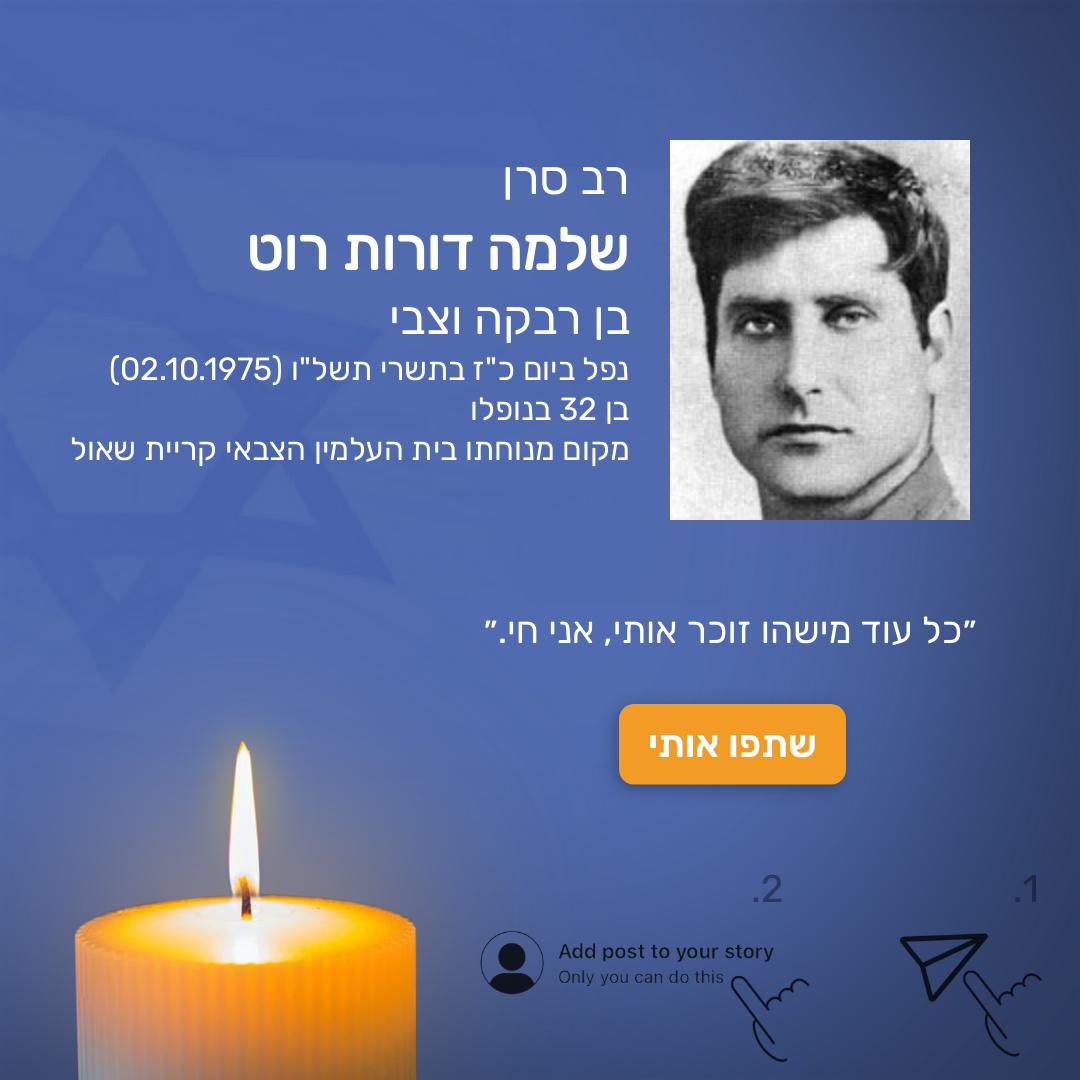 רב סרן
שלמה דורות רוט
בן רבקה וצבי
נפל ביום כ"ז בתשרי תשל"ו (02.10.1975)
בן 32 בנופלו
מקום מנוחתו בית העלמין הצבאי קריית שאול
״כל עוד מישהו זוכר אותי, אני חי.״
שתפו אותי
.1
.2
Add post to your story
Only you can do this